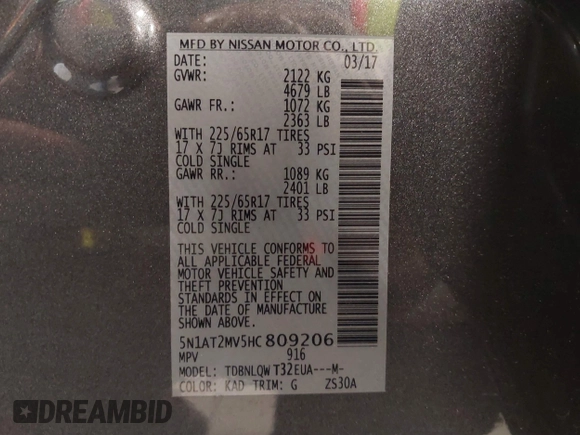 MFD BY NISSAN MOTOR CO., LTD.
DATE: 03/17
GVWR: 2122 KG
4679 LB
GAWR FR.: 1072 KG
2363 LB
WITH 225/65R17 TIRES
17 X 7J RIMS AT 33 PSI
COLD SINGLE
GAWR RR.: 1089 KG
2401 LB
WITH 225/65R17 TIRES
17 X 7J RIMS AT 33 PSI
COLD SINGLE
THIS VEHICLE CONFORMS TO
ALL APPLICABLE FEDERAL
MOTOR VEHICLE SAFETY AND
THEFT PREVENTION
STANDARDS IN EFFECT ON
THE DATE OF MANUFACTURE
SHOWN ABOVE.
5N1AT2MV5HC809206
MPV 916
MODEL: TDBNLQW T32EUA---M-
COLOR: KAD TRIM: G ZS30A
DREAMBID